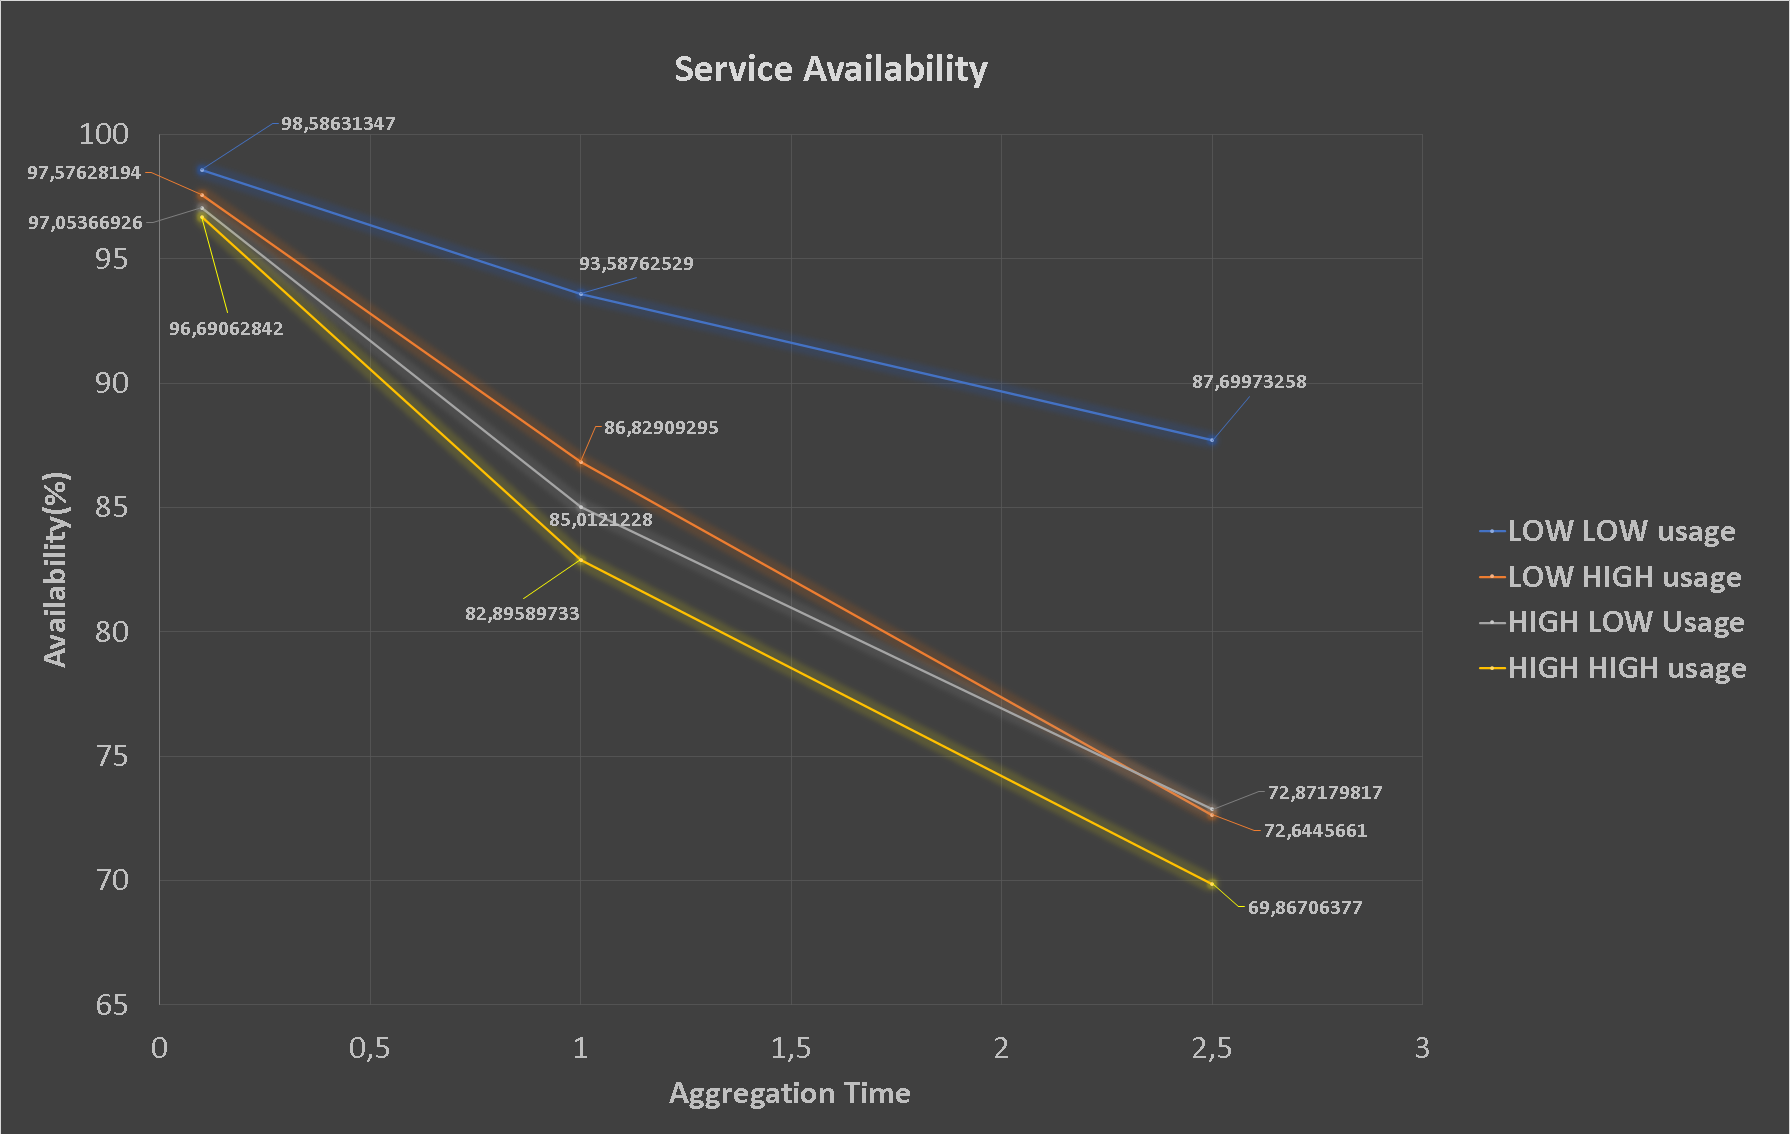 Service Availability
100
95
90
85
80
75
70
65
Availability(%)
98,58631347
97,57628194
97,05366926
96,69062842
93,58762529
86,82909295
85,0121228
82,89589733
87,69973258
72,87179817
72,6445661
69,86706377
LOW LOW usage
LOW HIGH usage
HIGH LOW Usage
HIGH HIGH usage
0 0,5 1 1,5 2 2,5 3
Aggregation Time